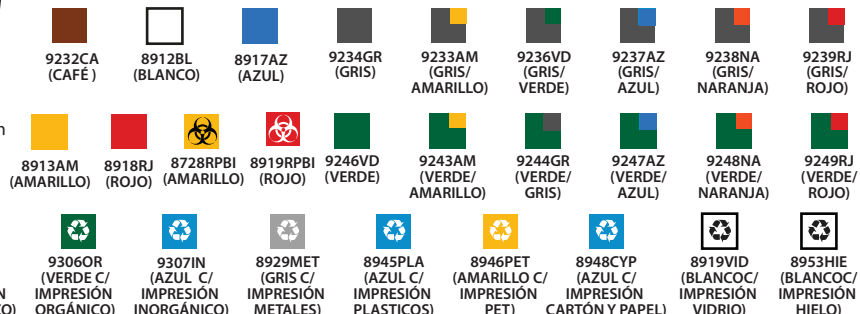 9232CA 8912BL 8917AZ 9234GR 9233AM 9236VD 9237AZ 9238NA 9239RJ
(CAFÉ ) (BLANCO) (AZUL) (GRIS) (GRIS/ (GRIS/ (GRIS/ (GRIS/ (GRIS/
AMARILLO) VERDE) AZUL) NARANJA) ROJO)
n
8913AM 8918RJ 8728RPBI 8919RPBI 9246VD 9243AM 9244GR 9247AZ 9248NA 9249RJ
(AMARILLO) (ROJO) (AMARILLO) (ROJO) (VERDE) (VERDE/ (VERDE/ (VERDE/ (VERDE/ (VERDE/
AMARILLO) GRIS) AZUL) NARANJA) ROJO)
9306OR 9307IN 8929MET 8945PLA 8946PET 8948CYP 8919VID 8953HIE
(VERDE C/ (AZUL C/ (GRIS C/ (AZUL C/ (AMARILLO C/ (AZUL C/ (BLANCOC/ (BLANCOC/
N IMPRESIÓN IMPRESIÓN IMPRESIÓN IMPRESIÓN IMPRESIÓN IMPRESIÓN IMPRESIÓN IMPRESIÓN
CO) ORGÁNICO) INORGÁNICO) METALES) PLASTICOS) PET) CARTÓN Y PAPEL) VIDRIO) HIELO)